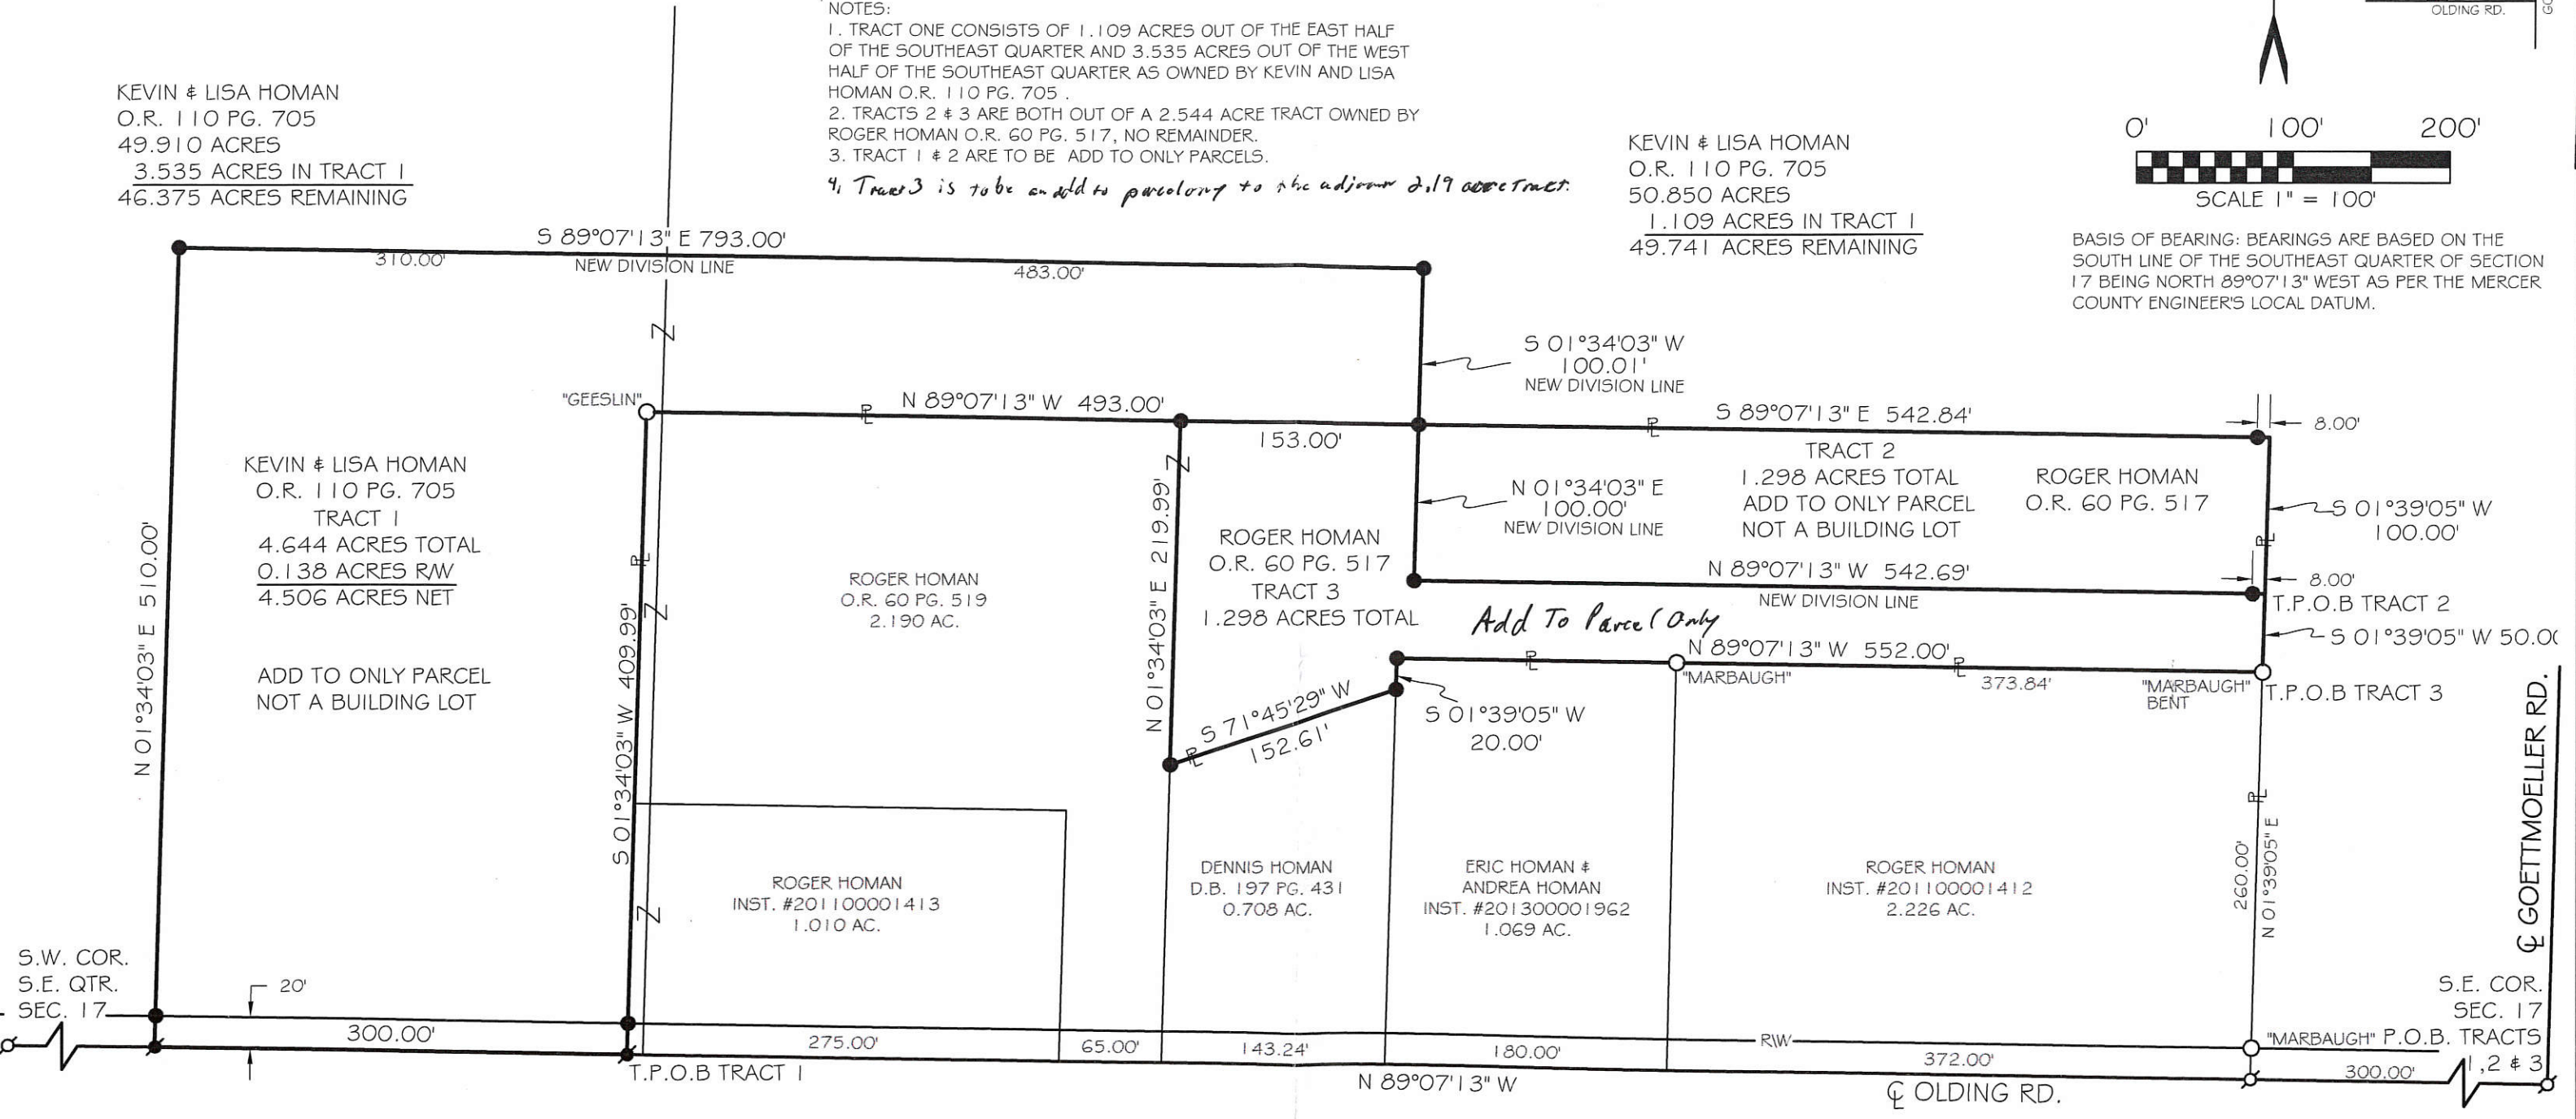 NOTES:
1. TRACT ONE CONSISTS OF 1.109 ACRES OUT OF THE EAST HALF
OF THE SOUTHEAST QUARTER AND 3.535 ACRES OUT OF THE WEST
HALF OF THE SOUTHEAST QUARTER AS OWNED BY KEVIN AND LISA
HOMAN O.R. 110 PG. 705 .
2. TRACTS 2 & 3 ARE BOTH OUT OF A 2.544 ACRE TRACT OWNED BY
ROGER HOMAN O.R. 60 PG. 517, NO REMAINDER.
3. TRACT 1 & 2 ARE TO BE ADD TO ONLY PARCELS.
4. Tract 3 is to be an add to parcel only to the adjoiner 2.19 acre tract.
OLDING RD.
KEVIN & LISA HOMAN
O.R. 110 PG. 705
49.910 ACRES
3.535 ACRES IN TRACT 1
46.375 ACRES REMAINING
KEVIN & LISA HOMAN
O.R. 110 PG. 705
50.850 ACRES
1.109 ACRES IN TRACT 1
49.741 ACRES REMAINING
0' 100' 200'
SCALE 1" = 100'
BASIS OF BEARING: BEARINGS ARE BASED ON THE
SOUTH LINE OF THE SOUTHEAST QUARTER OF SECTION
17 BEING NORTH 89°07'13" WEST AS PER THE MERCER
COUNTY ENGINEER'S LOCAL DATUM.
S 89°07'13" E 793.00'
310.00'
NEW DIVISION LINE
483.00'
S 01°34'03" W
100.01'
NEW DIVISION LINE
"GEESLIN"
N 89°07'13" W 493.00'
153.00'
S 89°07'13" E 542.84'
8.00'
TRACT 2
1.298 ACRES TOTAL
ADD TO ONLY PARCEL
NOT A BUILDING LOT
ROGER HOMAN
O.R. 60 PG. 517
N 01°34'03" E
100.00'
NEW DIVISION LINE
S 01°39'05" W
100.00'
KEVIN & LISA HOMAN
O.R. 110 PG. 705
TRACT 1
4.644 ACRES TOTAL
0.138 ACRES R/W
4.506 ACRES NET
ADD TO ONLY PARCEL
NOT A BUILDING LOT
N 01°34'03" E 510.00'
S 01°34'03" W 409.99'
ROGER HOMAN
O.R. 60 PG. 519
2.190 AC.
N 01°34'03" E 219.99'
ROGER HOMAN
O.R. 60 PG. 517
TRACT 3
1.298 ACRES TOTAL
N 89°07'13" W 542.69'
NEW DIVISION LINE
8.00'
T.P.O.B TRACT 2
Add To Parcel Only
S 01°39'05" W 50.0
N 89°07'13" W 552.00'
"MARBAUGH"
373.84'
"MARBAUGH"
BENT
T.P.O.B TRACT 3
S 71°45'29" W
152.61'
S 01°39'05" W
20.00'
ROGER HOMAN
INST. #201100001413
1.010 AC.
DENNIS HOMAN
D.B. 197 PG. 431
0.708 AC.
ERIC HOMAN &
ANDREA HOMAN
INST. #201300001962
1.069 AC.
ROGER HOMAN
INST. #201100001412
2.226 AC.
260.00'
N 01°39'05" E
℄ GOETTMOELLER RD.
S.W. COR.
S.E. QTR.
SEC. 17
20'
300.00'
275.00'
65.00'
143.24'
180.00'
R/W
372.00'
300.00'
S.E. COR.
SEC. 17
"MARBAUGH" P.O.B. TRACTS
1,2 & 3
T.P.O.B TRACT 1
N 89°07'13" W
℄ OLDING RD.